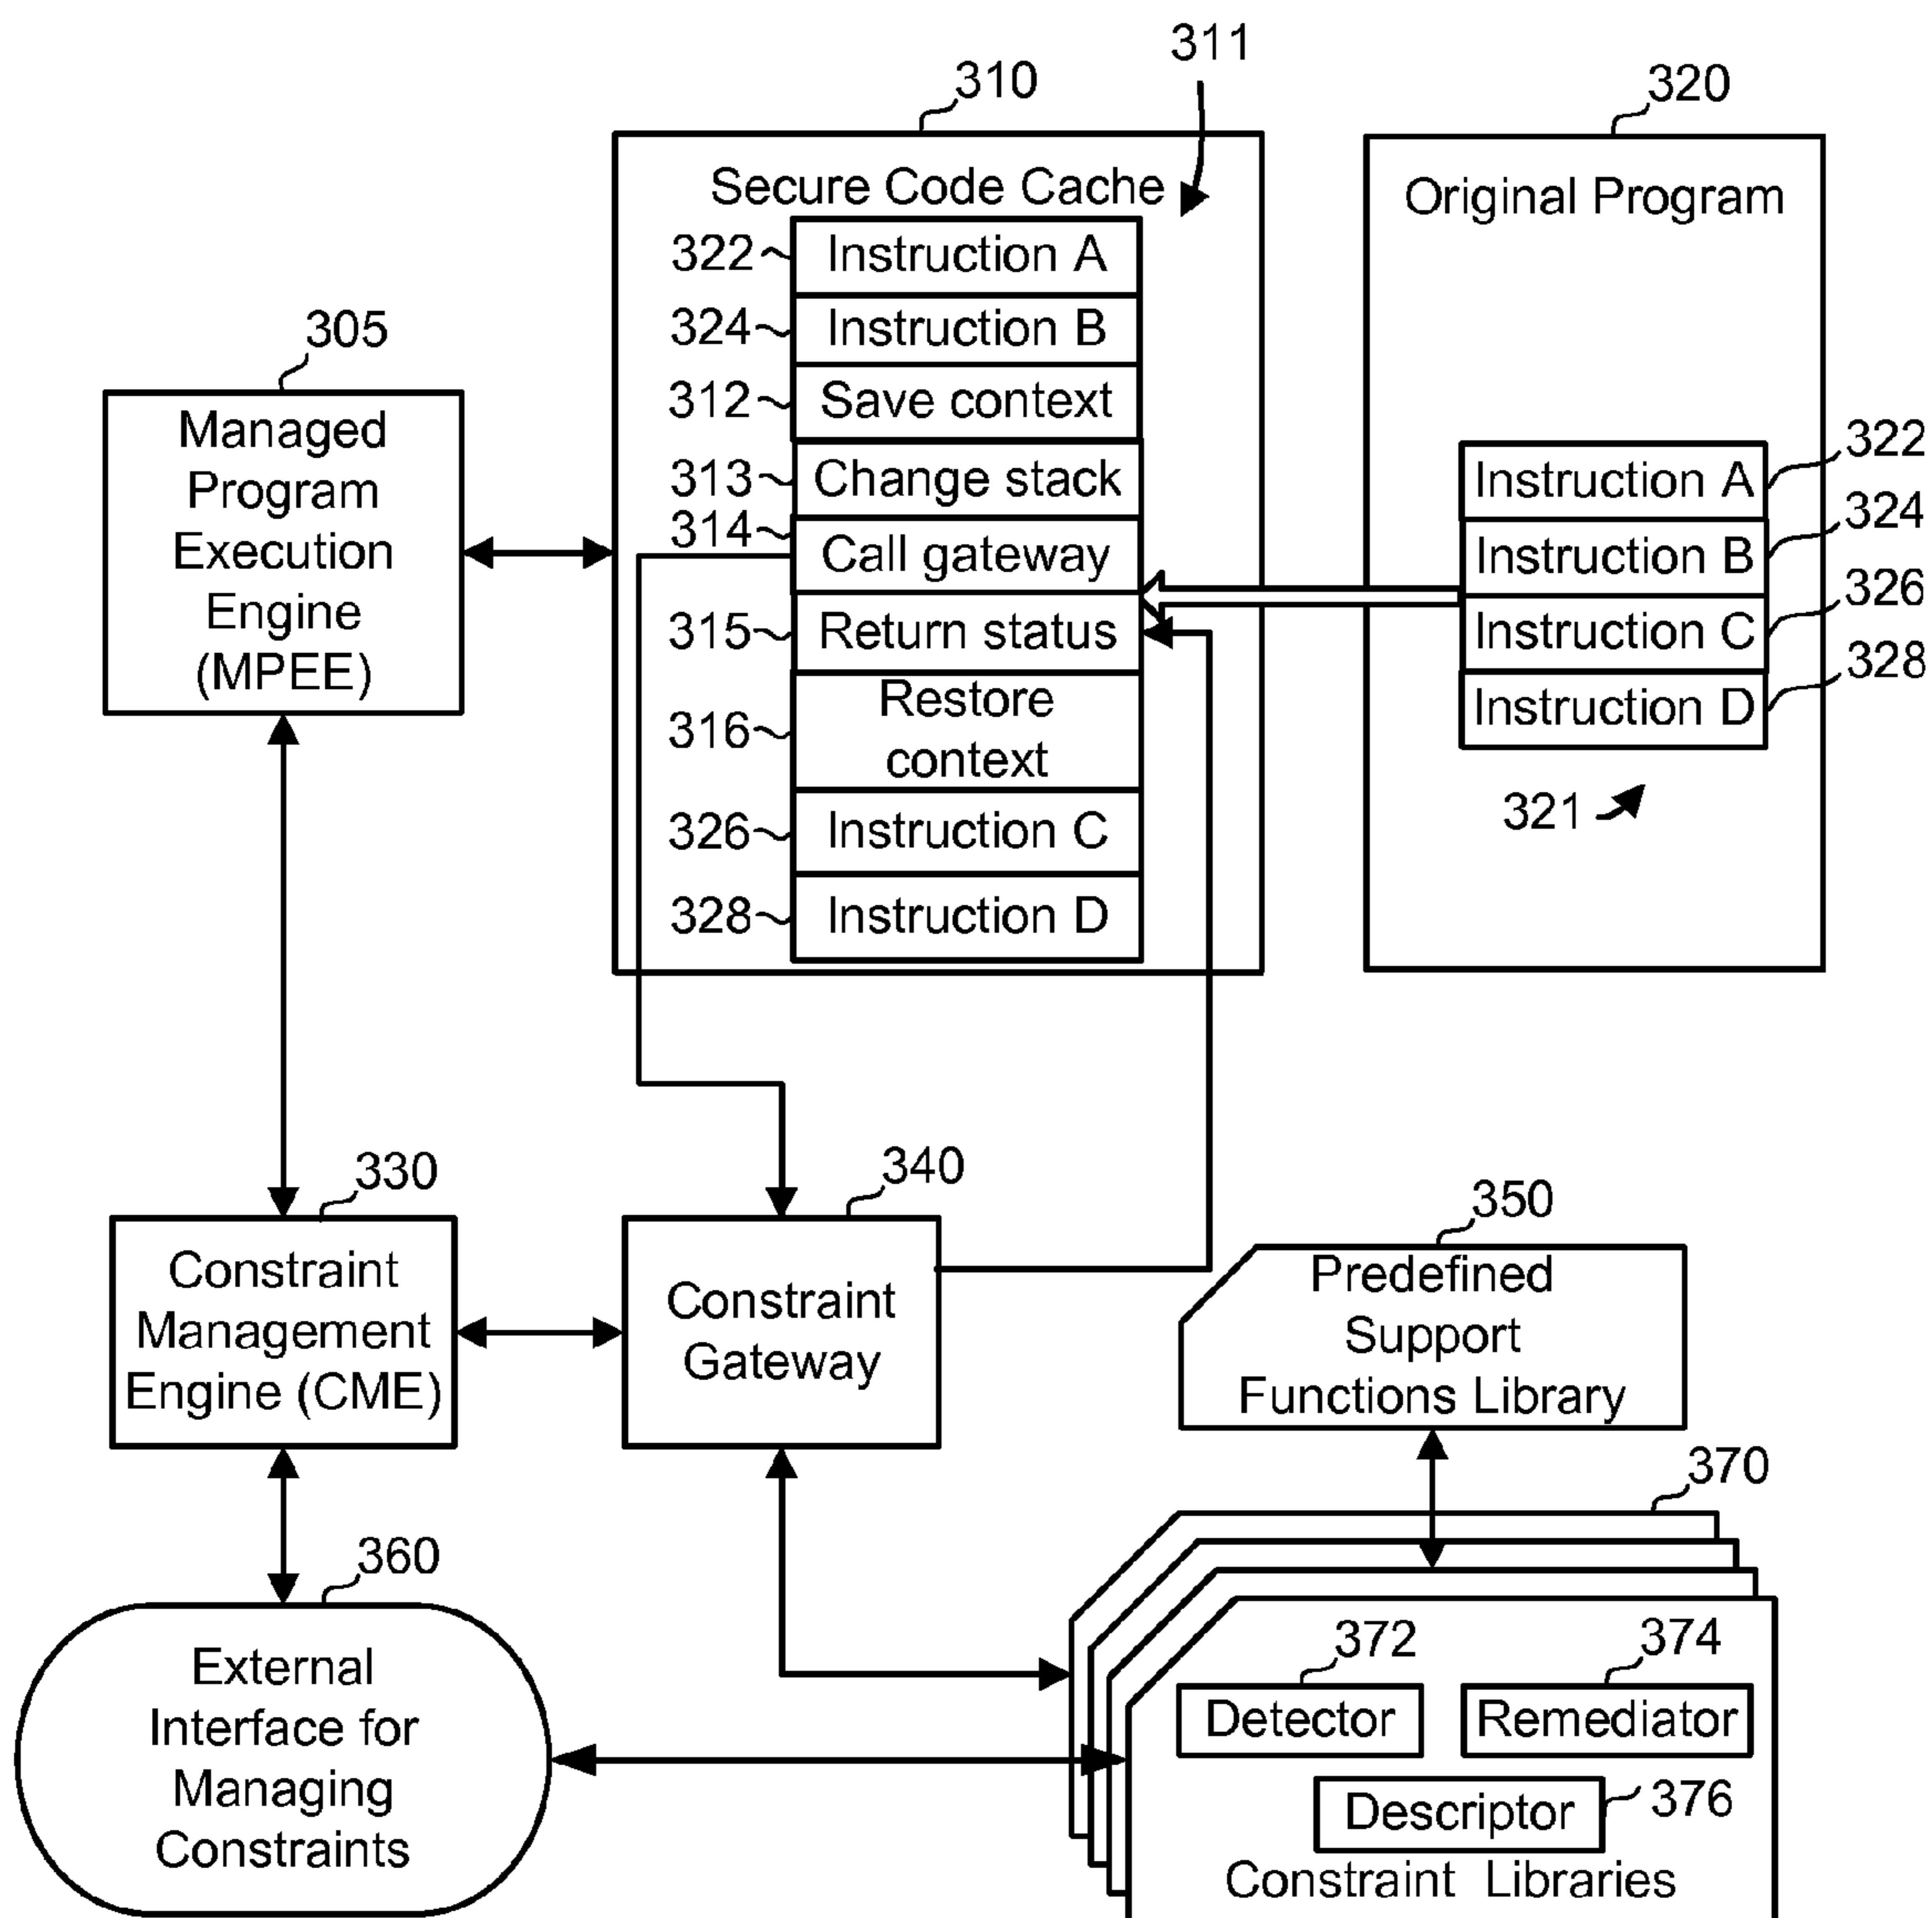 311
310
320
Secure Code Cache
Original Program
322
Instruction A
324
Instruction B
305
312
Save context
Managed
Program
Execution
Engine
(MPEE)
313
Change stack
314
Call gateway
315
Return status
316
Restore
context
326
Instruction C
328
Instruction D
Instruction A
322
Instruction B
324
Instruction C
326
Instruction D
328
321
330
340
350
Constraint
Management
Engine (CME)
Constraint
Gateway
Predefined
Support
Functions Library
370
360
External
Interface for
Managing
Constraints
372
374
Detector
Remediator
Descriptor
376
Constraint Libraries